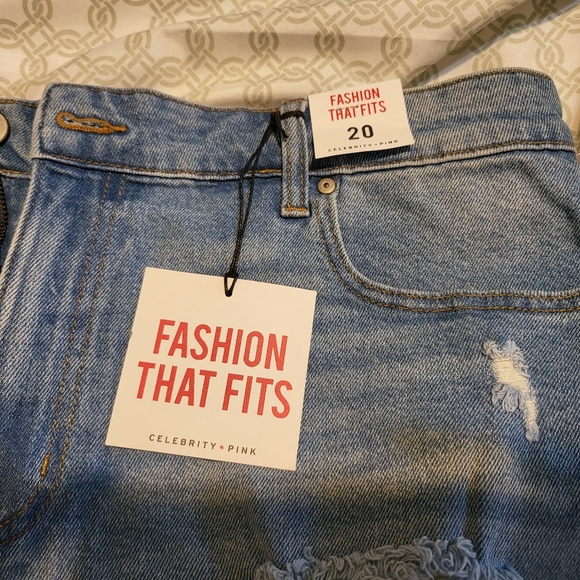 FASHION
THAT FITS
20
CELEBRITY • PINK
FASHION
THAT FITS
CELEBRITY • PINK